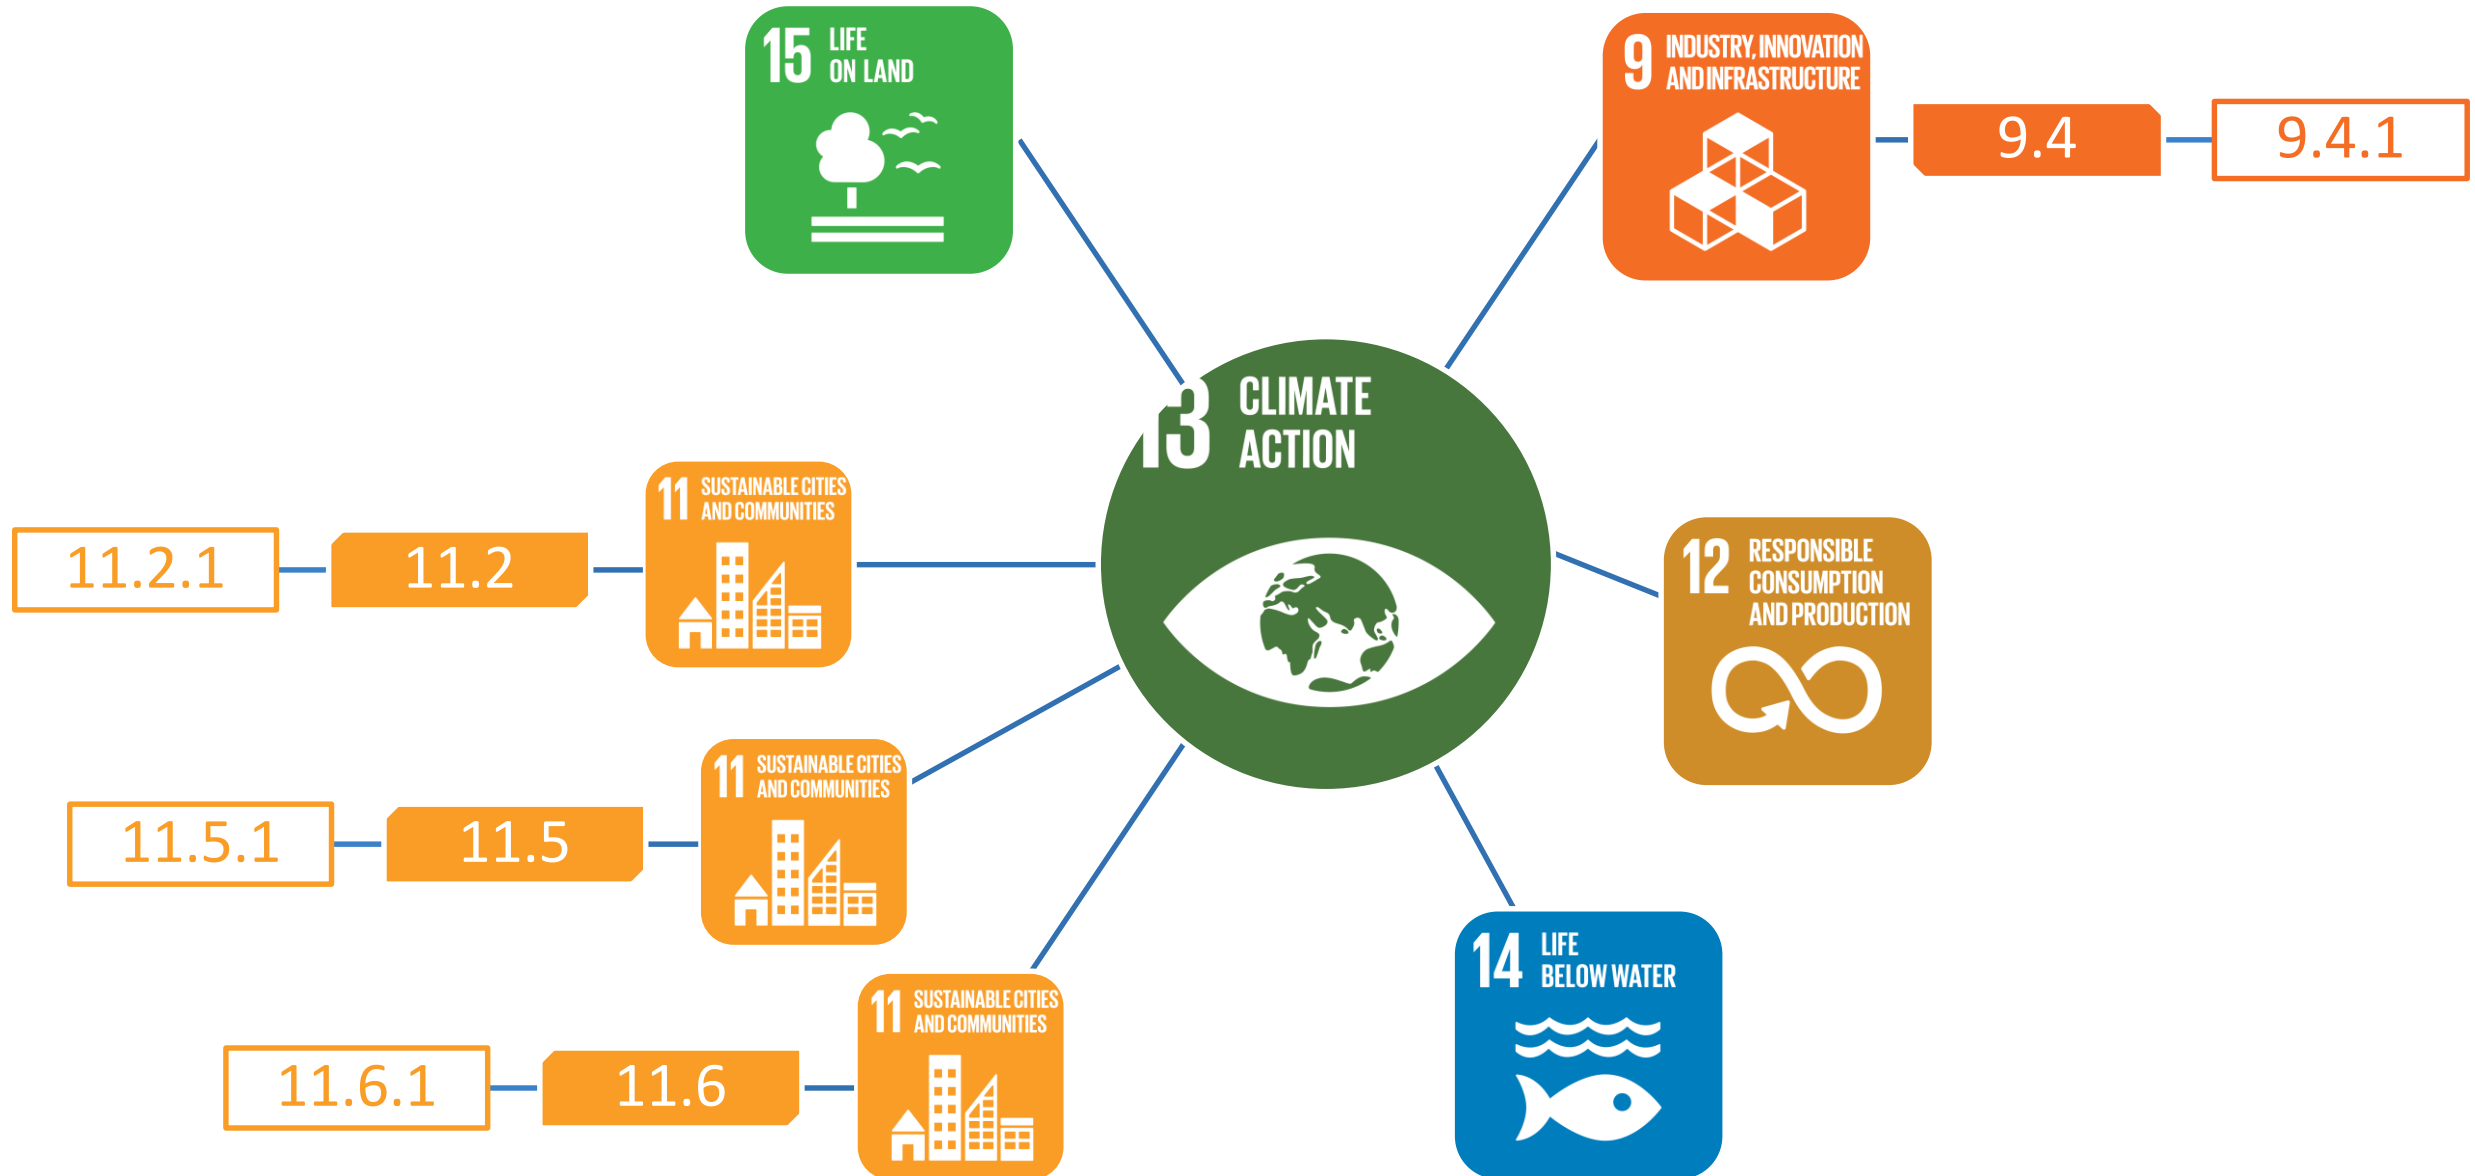 15 LIFE
ON LAND
9 INDUSTRY, INNOVATION
AND INFRASTRUCTURE
9.4
9.4.1
13 CLIMATE
ACTION
11.2.1
11.2
11 SUSTAINABLE CITIES
AND COMMUNITIES
12 RESPONSIBLE
CONSUMPTION
AND PRODUCTION
11.5.1
11.5
11 SUSTAINABLE CITIES
AND COMMUNITIES
14 LIFE
BELOW WATER
11.6.1
11.6
11 SUSTAINABLE CITIES
AND COMMUNITIES